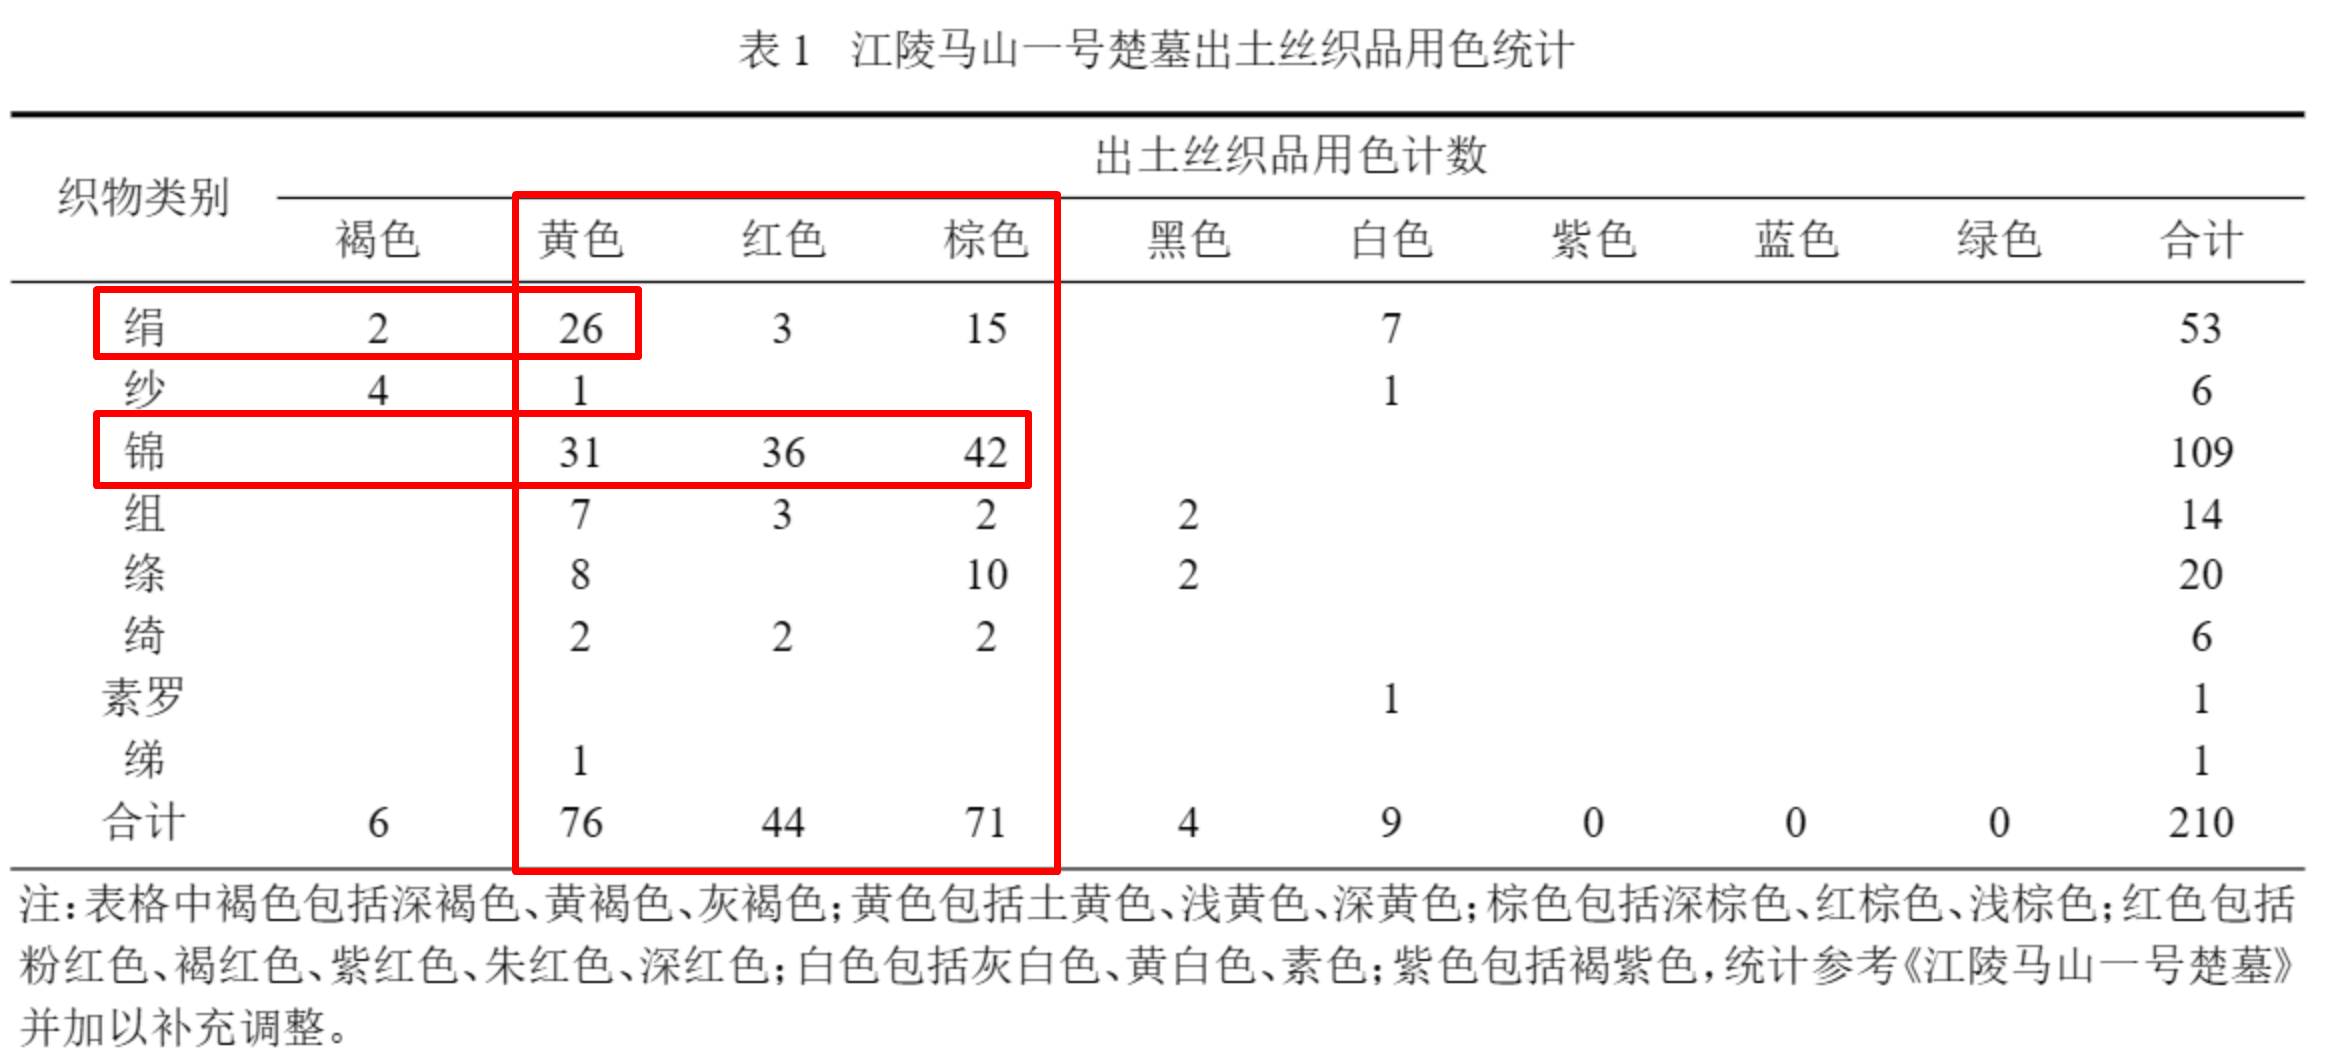 表 1 江陵马山一号楚墓出土丝织品用色统计
织物类别 出土丝织品用色计数
褐色 黄色 红色 棕色 黑色 白色 紫色 蓝色 绿色 合计
绢 2 26 3 15 7 53
纱 4 1 1 6
锦 31 36 42 109
组 7 3 2 2 14
绦 8 10 2 20
绮 2 2 2 6
素罗 1 1
绨 1 1
合计 6 76 44 71 4 9 0 0 0 210
注:表格中褐色包括深褐色、黄褐色、灰褐色;黄色包括土黄色、浅黄色、深黄色;棕色包括深棕色、红棕色、浅棕色;红色包括
粉红色、褐红色、紫红色、朱红色、深红色;白色包括灰白色、黄白色、素色;紫色包括褐紫色,统计参考《江陵马山一号楚墓》
并加以补充调整。